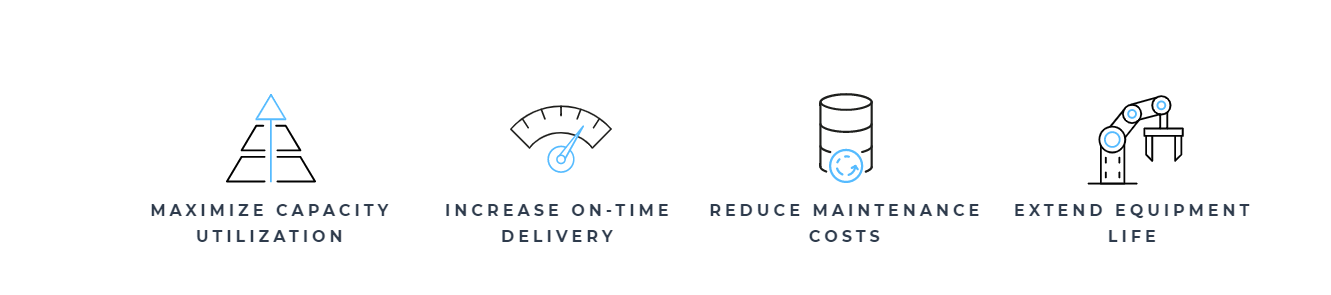 MAXIMIZE CAPACITY
UTILIZATION
INCREASE ON-TIME
DELIVERY
REDUCE MAINTENANCE
COSTS
EXTEND EQUIPMENT
LIFE